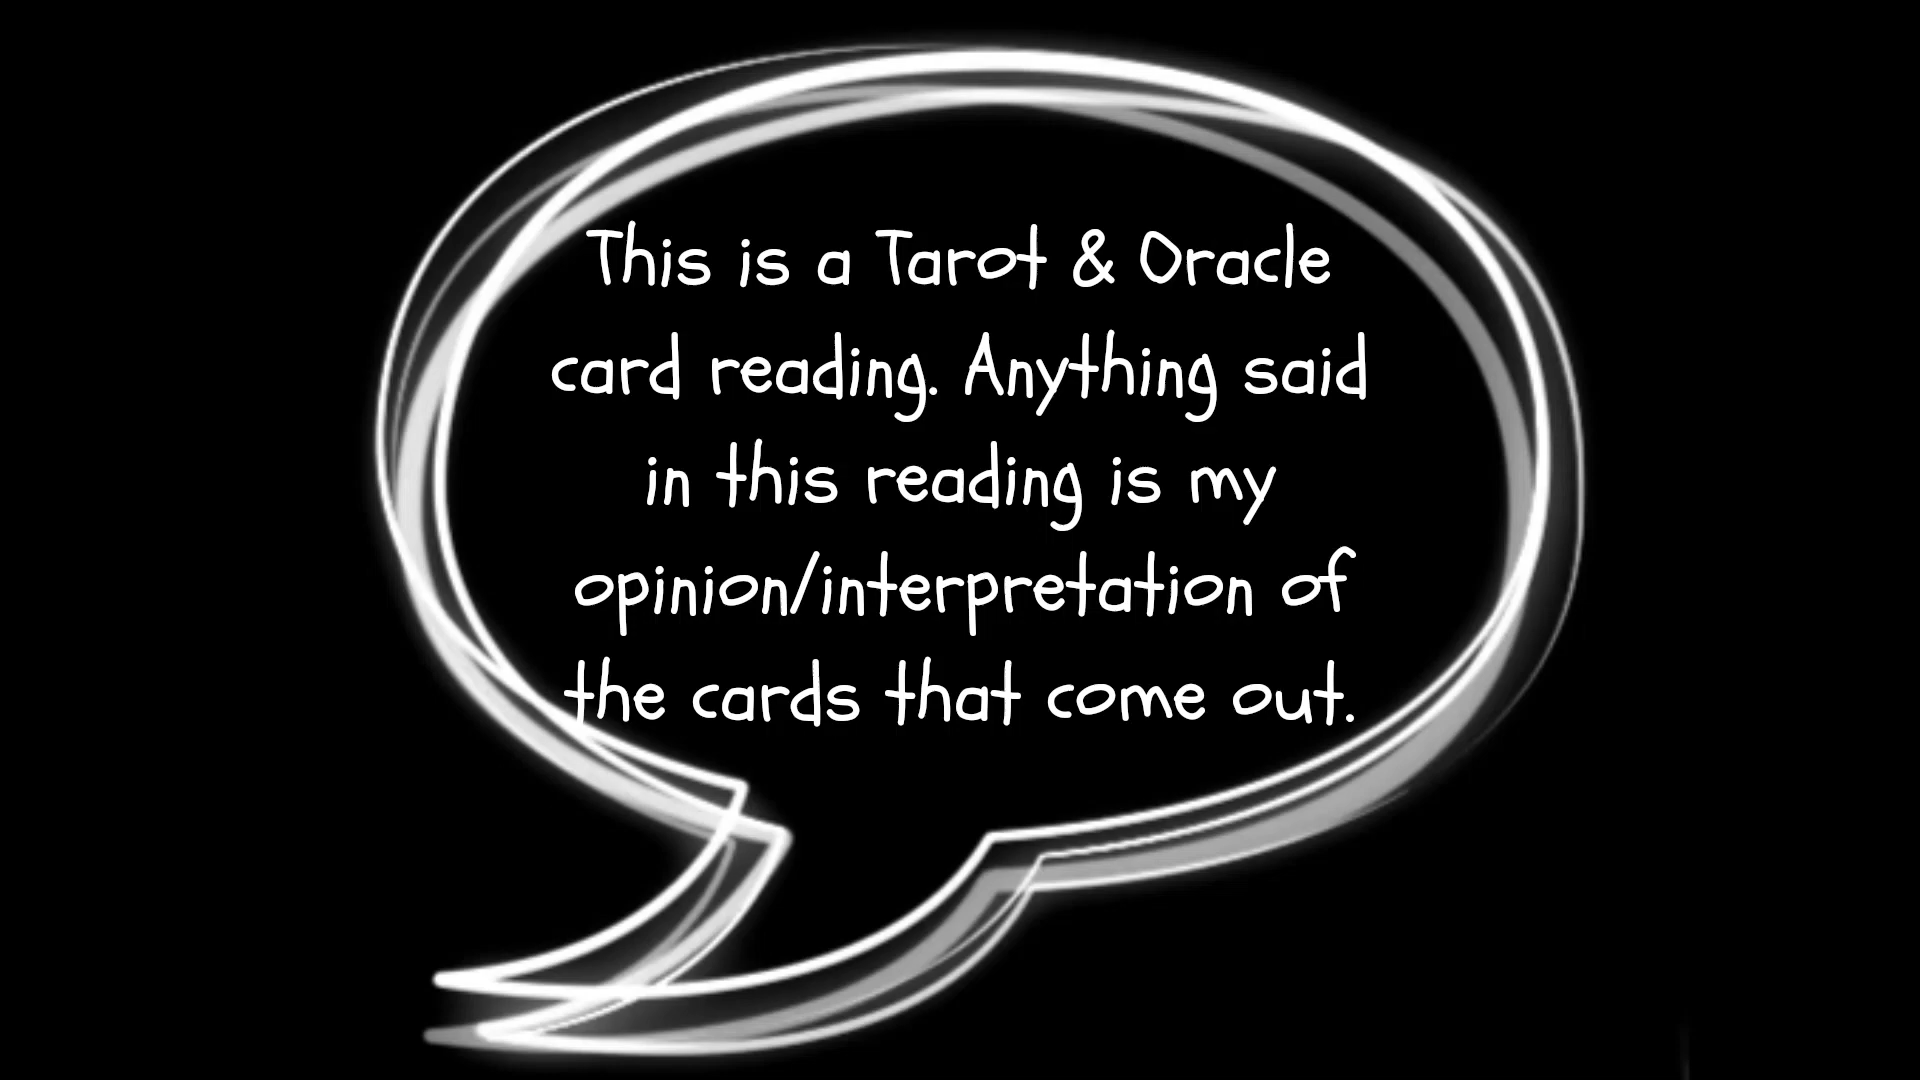 This is a Tarot & Oracle
card reading. Anything said
in this reading is my
opinion/interpretation of
the cards that come out.